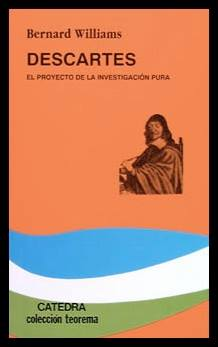 Bernard Williams
DESCARTES
EL PROYECTO DE LA INVESTIGACIÓN PURA
CATEDRA
colección teorema